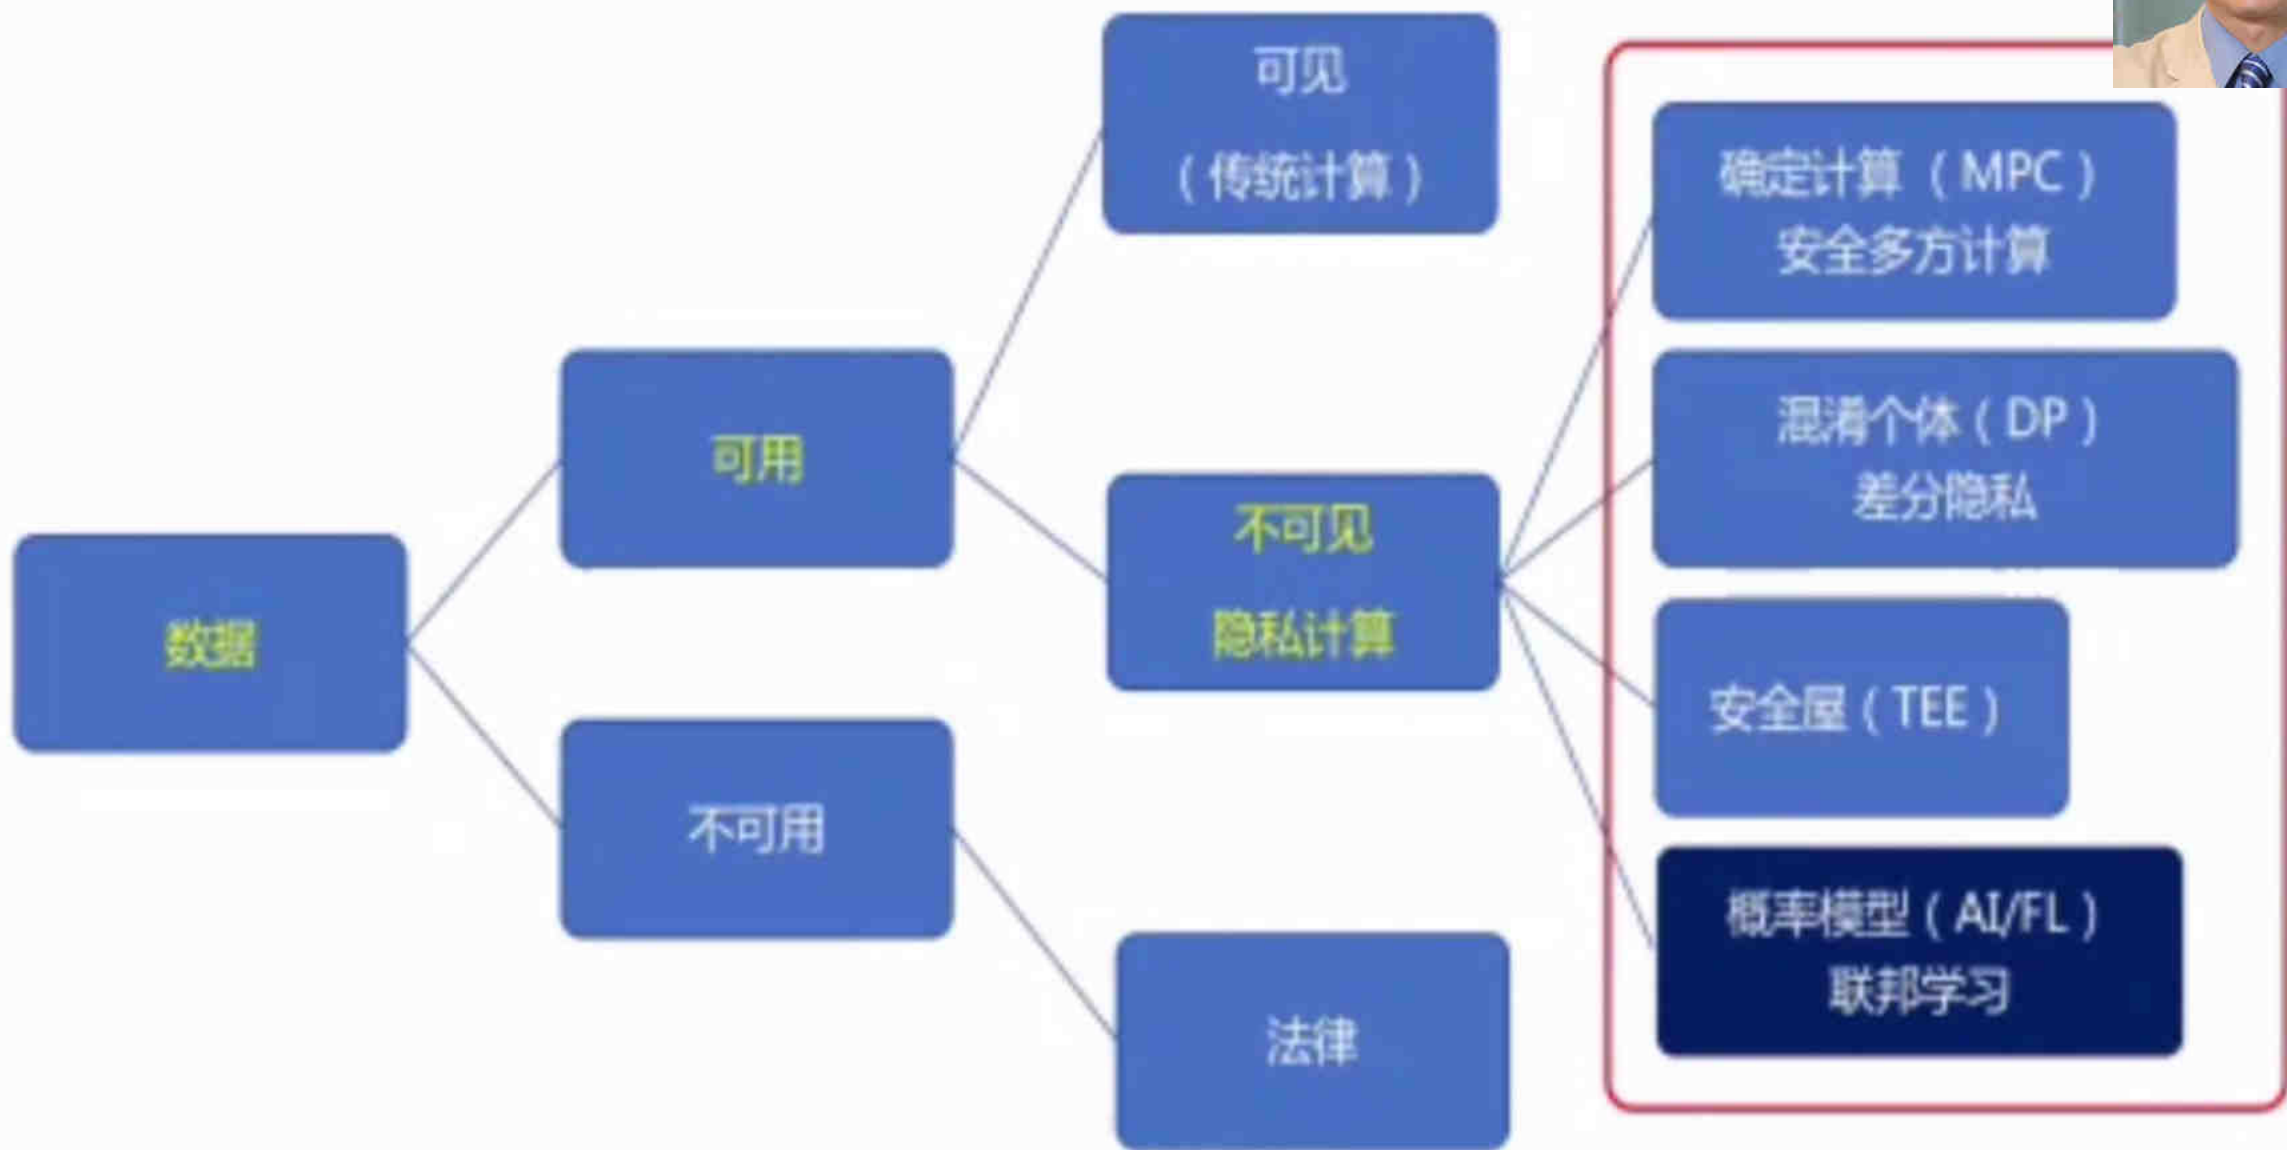 可见
（传统计算）
确定计算（MPC）
安全多方计算
混淆个体（DP）
差分隐私
可用
不可见
隐私计算
数据
安全屋（TEE）
不可用
概率模型（AI/FL）
联邦学习
法律